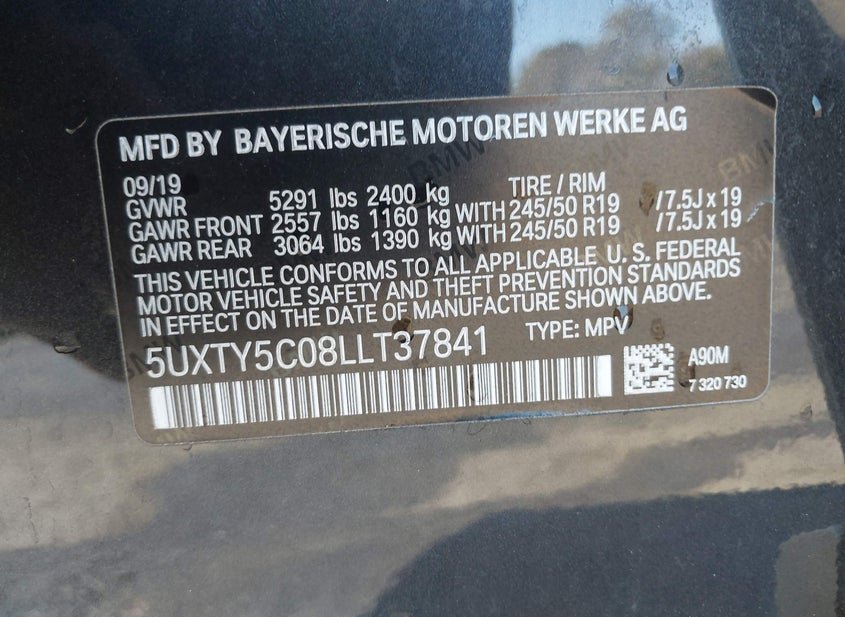 MFD BY BAYERISCHE MOTOREN WERKE AG
09/19 TIRE / RIM
GVWR 5291 lbs 2400 kg
GAWR FRONT 2557 lbs 1160 kg WITH 245/50 R19 /7.5J x 19
GAWR REAR 3064 lbs 1390 kg WITH 245/50 R19 /7.5J x 19
THIS VEHICLE CONFORMS TO ALL APPLICABLE U. S. FEDERAL
MOTOR VEHICLE SAFETY AND THEFT PREVENTION STANDARDS
IN EFFECT ON THE DATE OF MANUFACTURE SHOWN ABOVE.
5UXTY5C08LLT37841 TYPE: MPV
A90M
7 320 730